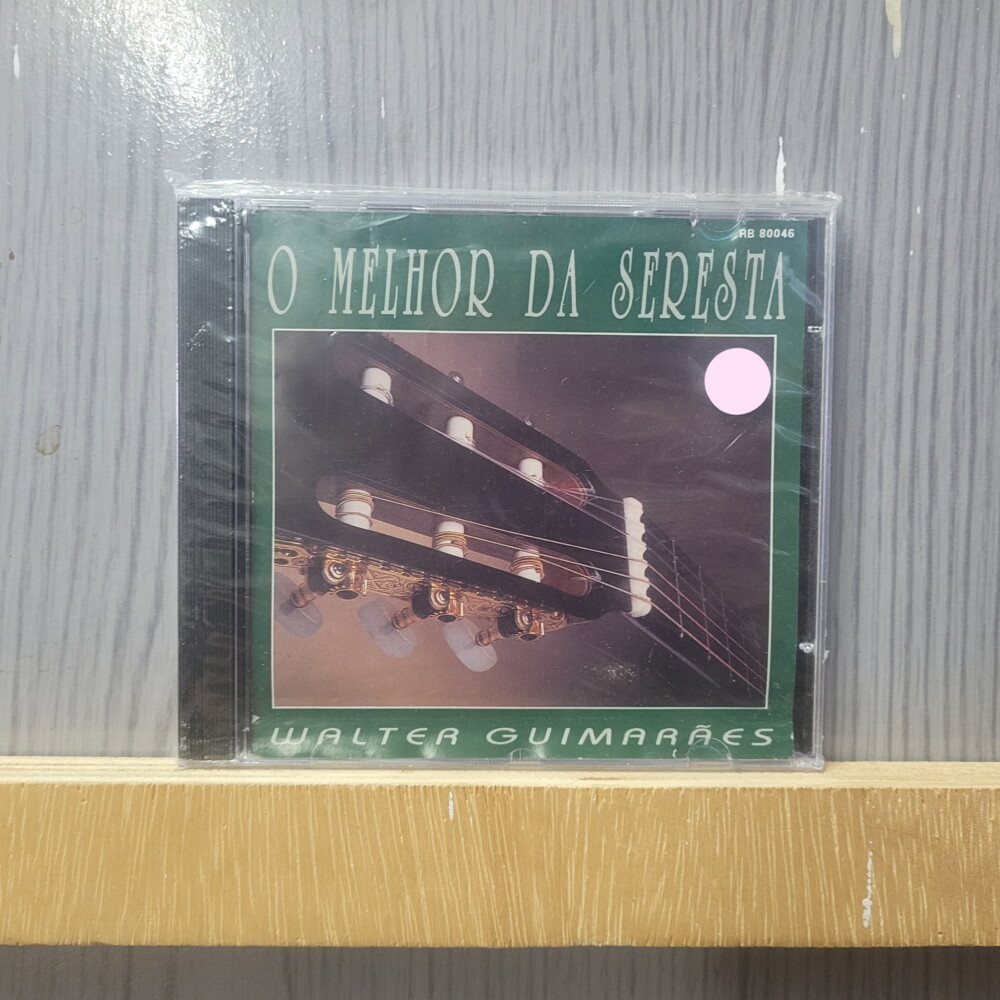 RB 80046
O MELHOR DA SERESTA
WALTER GUIMARÃES